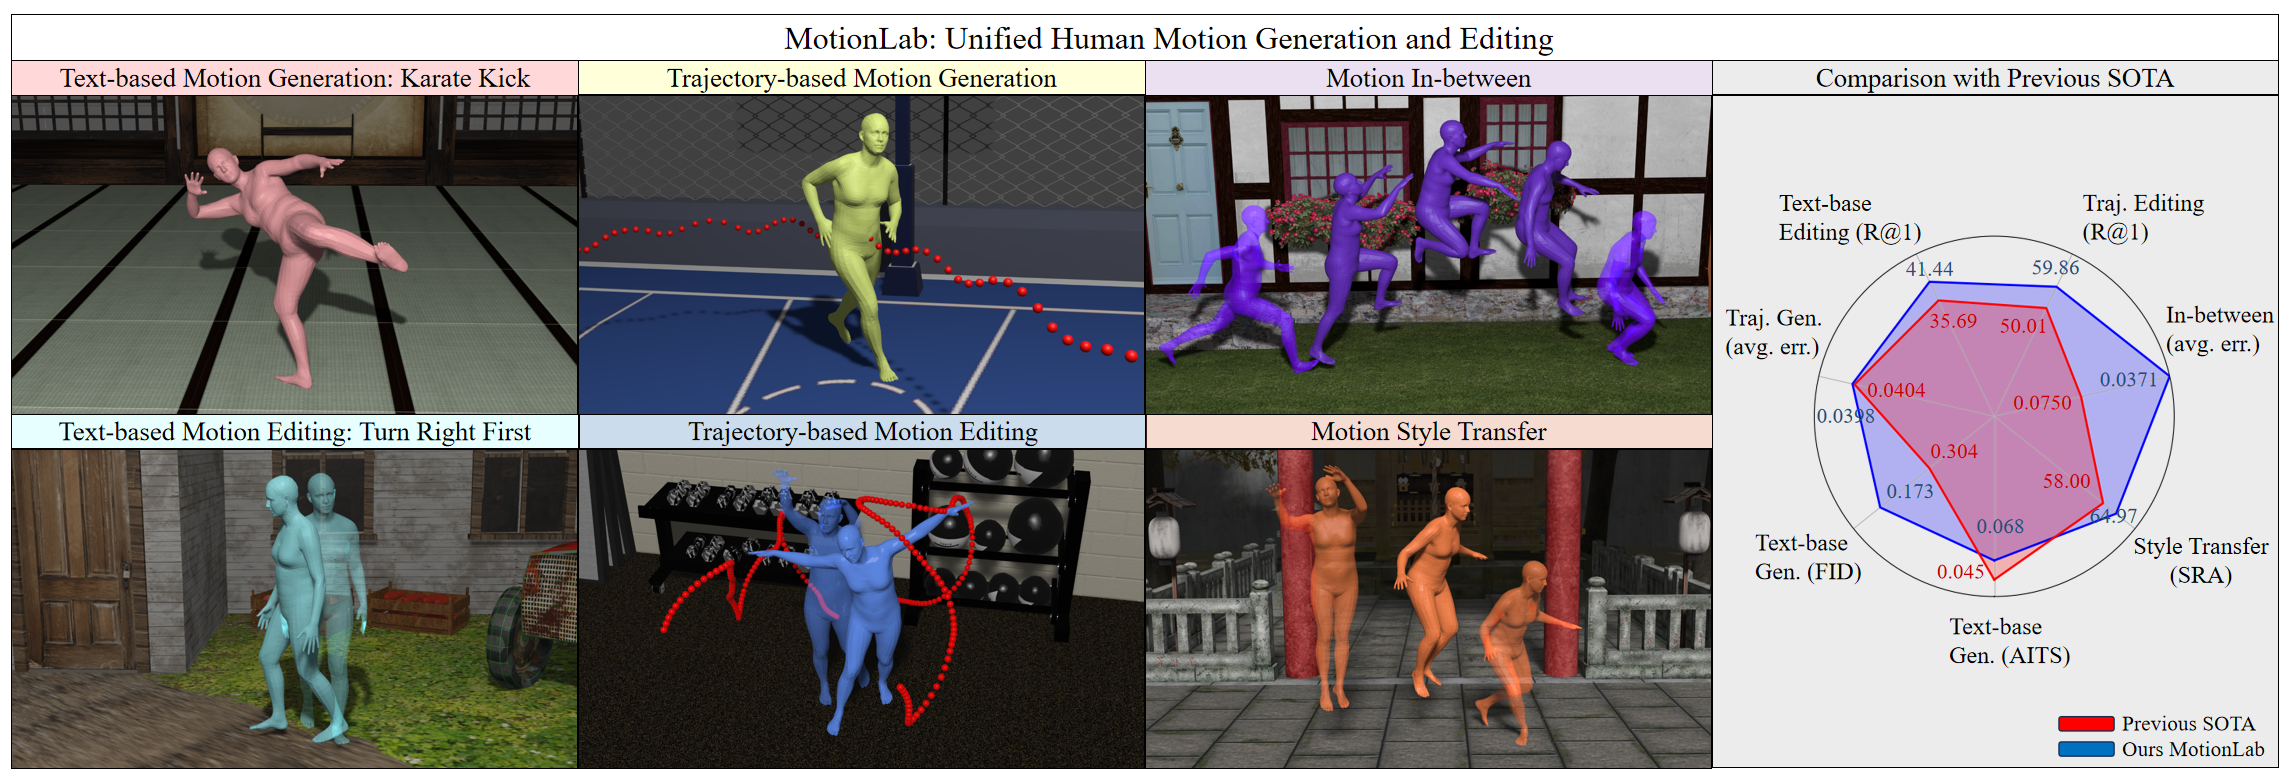 MotionLab: Unified Human Motion Generation and Editing
Text-based Motion Generation: Karate Kick
Trajectory-based Motion Generation
Motion In-between
Comparison with Previous SOTA
Text-based Motion Editing: Turn Right First
Trajectory-based Motion Editing
Motion Style Transfer
Text-base
Editing (R@1)
Traj. Editing
(R@1)
41.44
59.86
35.69
50.01
Traj. Gen.
(avg. err.)
In-between
(avg. err.)
0.0371
0.0404
0.0750
0.0398
0.304
58.00
0.173
64.97
0.068
Text-base
Gen. (FID)
Style Transfer
(SRA)
0.045
Text-base
Gen. (AITS)
Previous SOTA
Ours MotionLab